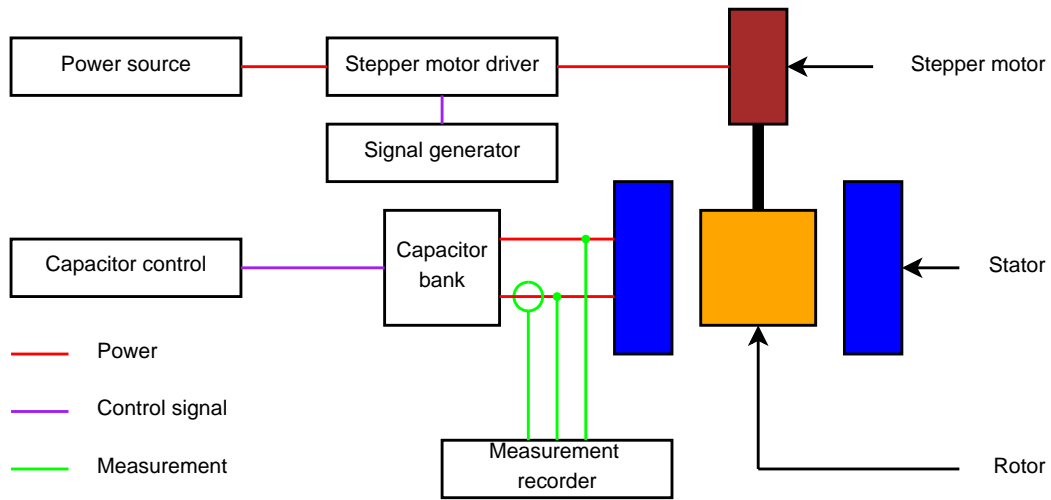 Power source
Stepper motor driver
Stepper motor
Signal generator
Capacitor control
Capacitor
bank
Stator
Power
Control signal
Measurement
Measurement
recorder
Rotor